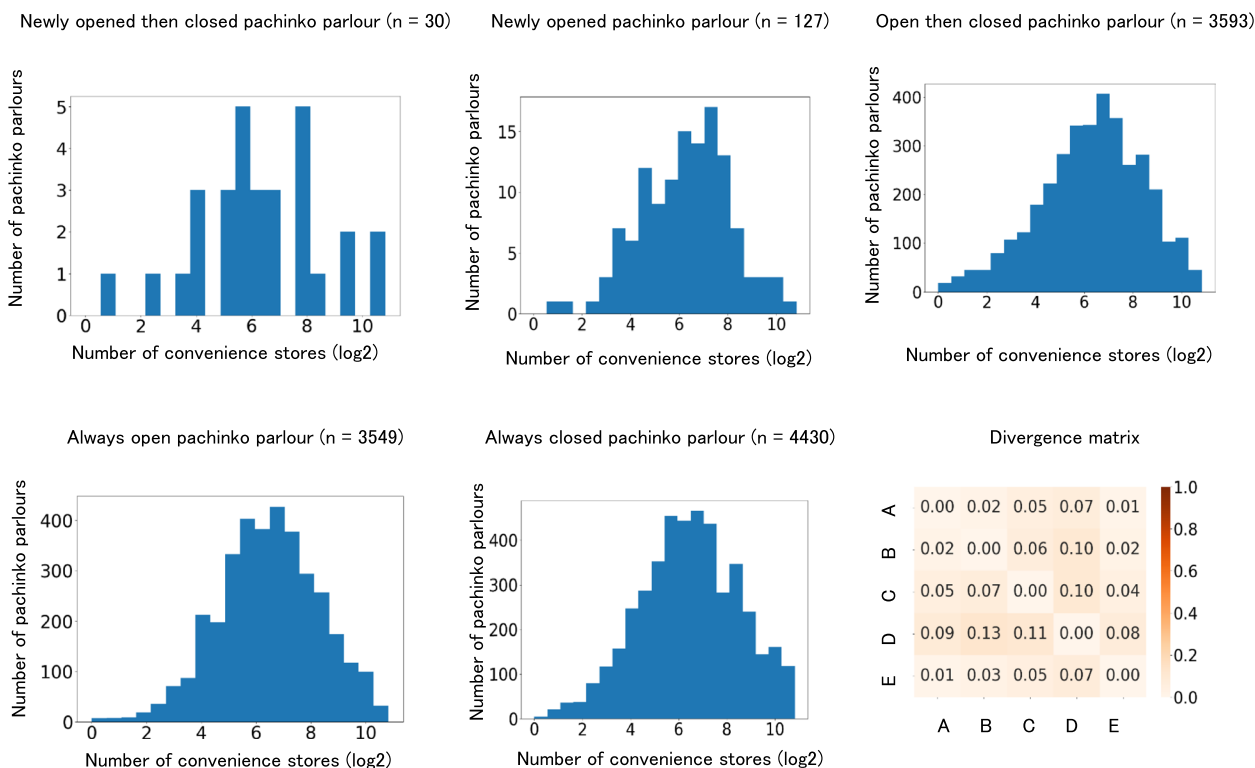 Newly opened then closed pachinko parlour (n = 30)
Number of pachinko parlours
5
4
3
2
1
0
0 2 4 6 8 10
Number of convenience stores (log2)
Newly opened pachinko parlour (n = 127)
Number of pachinko parlours
15
10
5
0
0 2 4 6 8 10
Number of convenience stores (log2)
Open then closed pachinko parlour (n = 3593)
Number of pachinko parlours
400
300
200
100
0
0 2 4 6 8 10
Number of convenience stores (log2)
Always open pachinko parlour (n = 3549)
Number of pachinko parlours
400
300
200
100
0
0 2 4 6 8 10
Number of convenience stores (log2)
Always closed pachinko parlour (n = 4430)
Number of pachinko parlours
400
300
200
100
0
0 2 4 6 8 10
Number of convenience stores (log2)
Divergence matrix
A 0.00 0.02 0.05 0.07 0.01
B 0.02 0.00 0.06 0.10 0.02
C 0.05 0.07 0.00 0.10 0.04
D 0.09 0.13 0.11 0.00 0.08
E 0.01 0.03 0.05 0.07 0.00
A B C D E
1.0
0.8
0.6
0.4
0.2
0.0